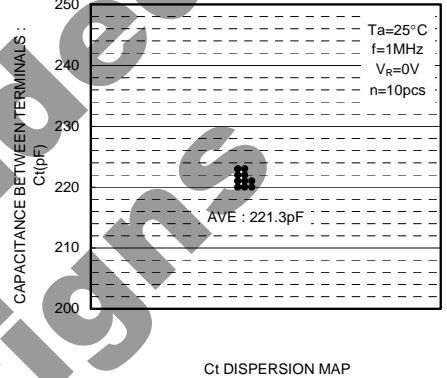 250
240
230
220
210
200
CAPACITANCE BETWEEN TERMINALS :
Ct(pF)
Ta=25°C
f=1MHz
VR=0V
n=10pcs
AVE : 221.3pF
Ct DISPERSION MAP